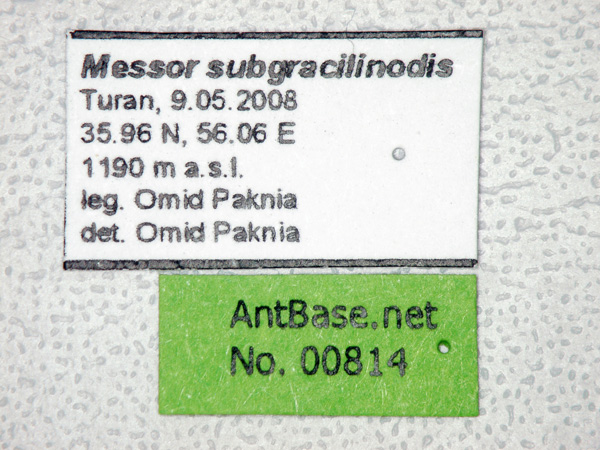 Messor subgracilinodis
Turan, 9.05.2008
35.96 N, 56.06 E
1190 m a.s.l.
leg. Omid Paknia
det. Omid Paknia
AntBase.net
No. 00814